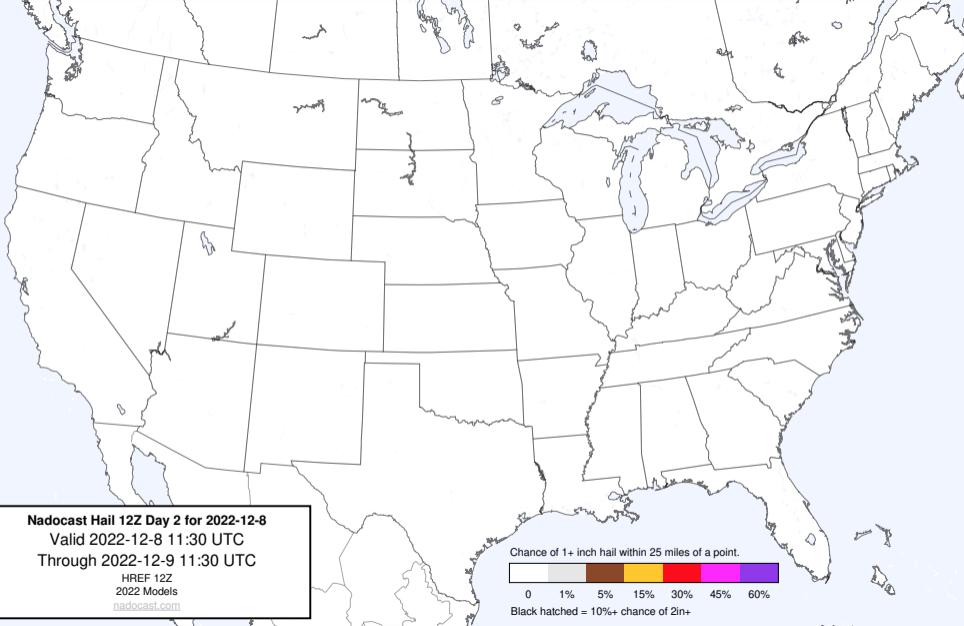 Nadocast Hail 12Z Day 2 for 2022-12-8
Valid 2022-12-8 11:30 UTC
Through 2022-12-9 11:30 UTC
HREF 12Z
2022 Models
nadocast.com
Chance of 1+ inch hail within 25 miles of a point.
0 1% 5% 15% 30% 45% 60%
Black hatched = 10%+ chance of 2in+